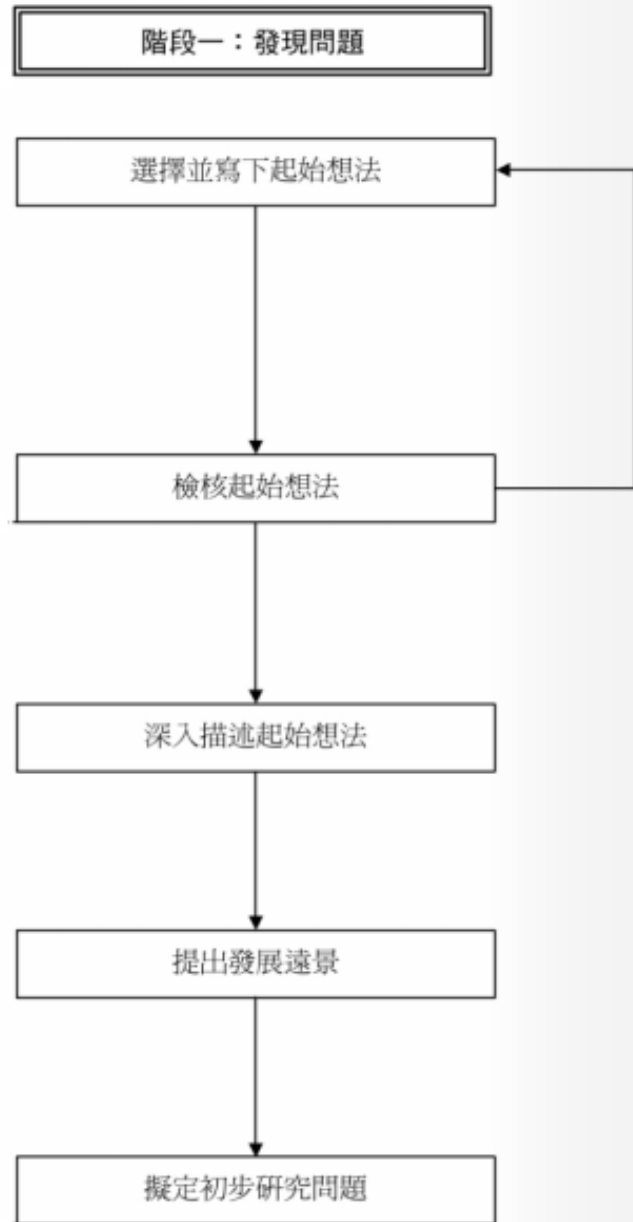 階段一：發現問題
選擇並寫下起始想法
檢核起始想法
深入描述起始想法
提出發展遠景
擬定初步研究問題